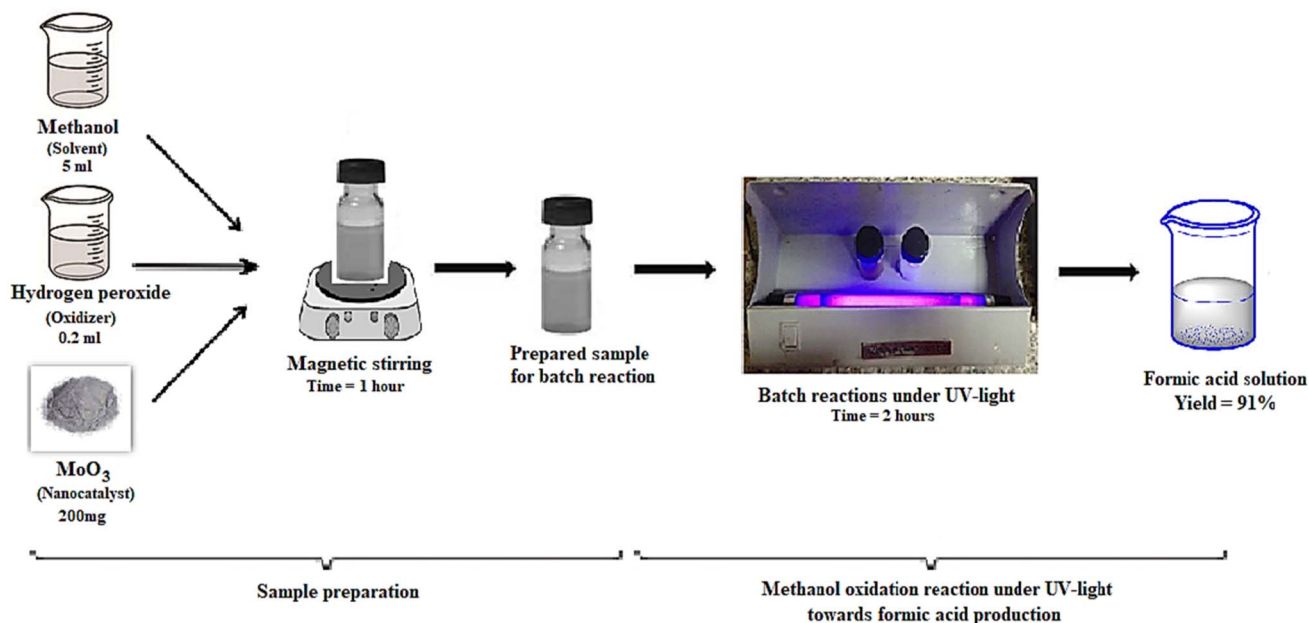 Methanol
(Solvent)
5 ml
Hydrogen peroxide
(Oxidizer)
0.2 ml
MoO₃
(Nanocatalyst)
200mg
Magnetic stirring
Time = 1 hour
Prepared sample
for batch reaction
Batch reactions under UV-light
Time = 2 hours
Formic acid solution
Yield = 91%
Sample preparation
Methanol oxidation reaction under UV-light
towards formic acid production